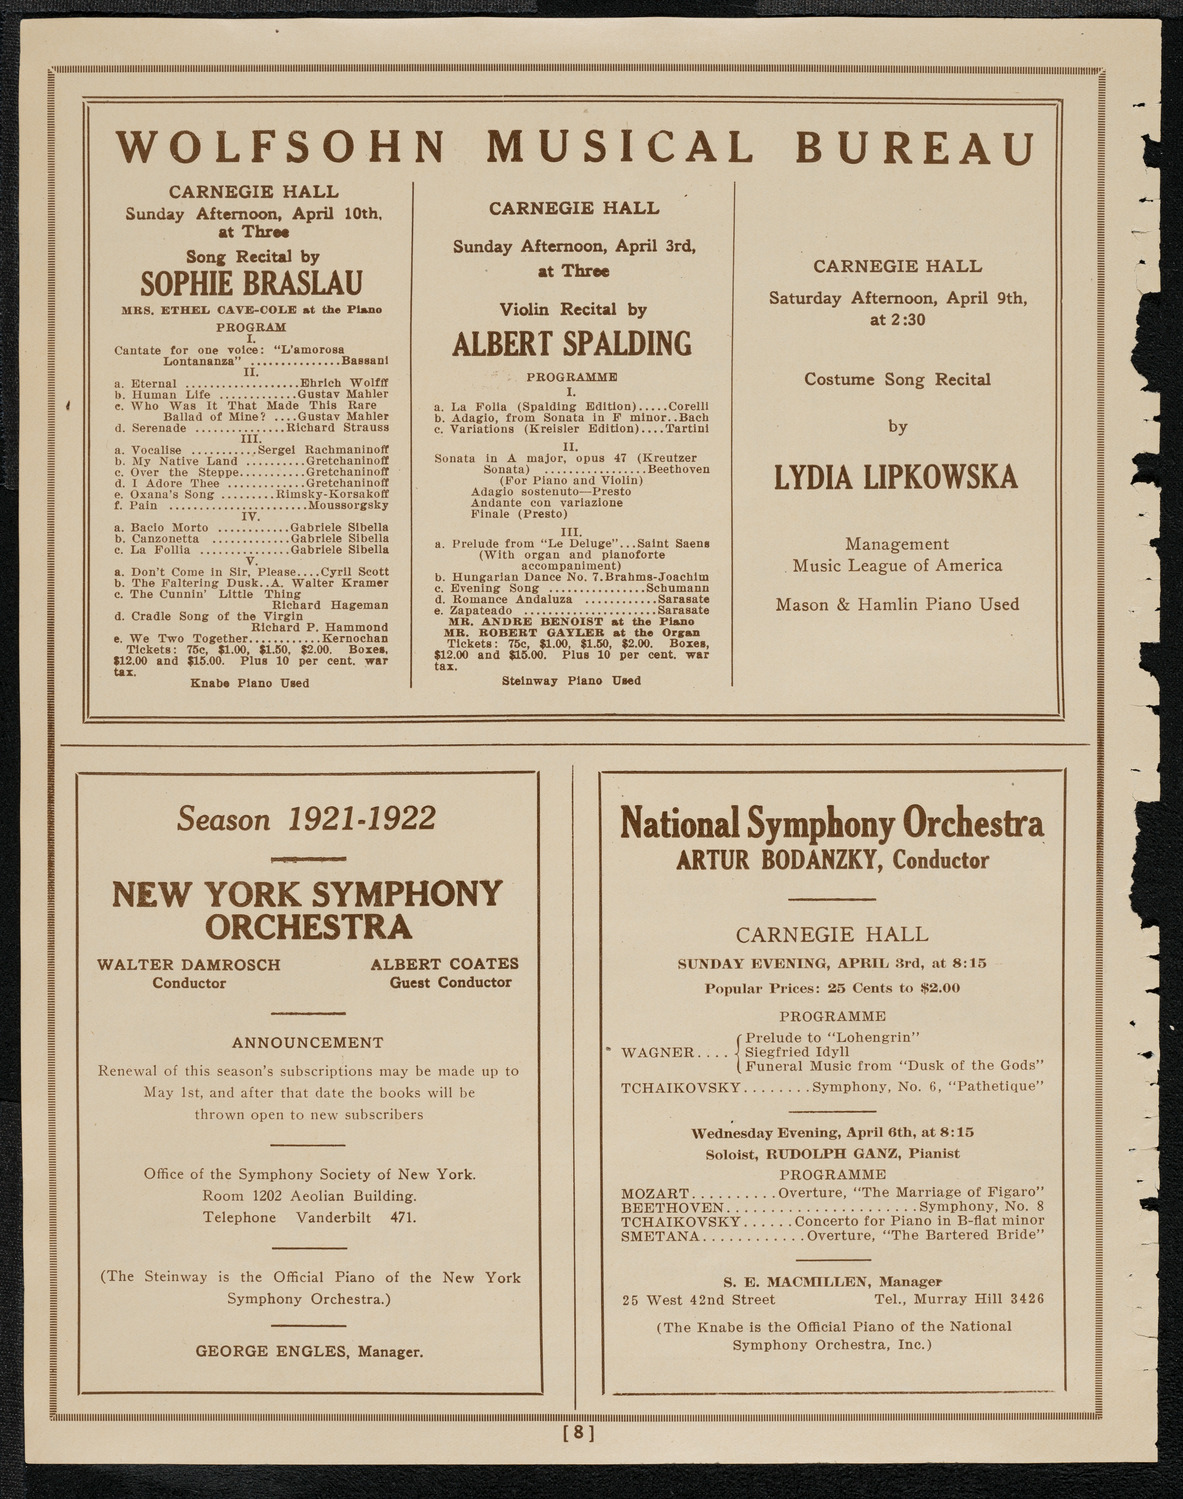 WOLFSOHN MUSICAL BUREAU
CARNEGIE HALL
Sunday Afternoon, April 10th,
at Three
Song Recital by
SOPHIE BRASLAU
MRS. ETHEL CAVE-COLE at the Piano
PROGRAM
I.
Cantate for one voice: "L'amorosa
Lontananza" ..............Bassani
II.
a. Eternal ..................Ehrich Wolff
b. Human Life ............Gustav Mahler
c. Who Was It That Made This Rare
Ballad of Mine? ....Gustav Mahler
d. Serenade ..............Richard Strauss
III.
a. Vocalise ..........Sergei Rachmaninoff
b. My Native Land ..........Gretchaninoff
c. Over the Steppe..........Gretchaninoff
d. I Adore Thee ............Gretchaninoff
e. Oxana's Song .........Rimsky-Korsakoff
f. Pain ......................Moussorgsky
IV.
a. Bacio Morto ............Gabriele Sibella
b. Canzonetta ............Gabriele Sibella
c. La Follia ..............Gabriele Sibella
V.
a. Don't Come in Sir, Please....Cyril Scott
b. The Faltering Dusk..A. Walter Kramer
c. The Cunnin' Little Thing
Richard Hageman
d. Cradle Song of the Virgin
Richard P. Hammond
e. We Two Together............Kernochan
Tickets: 75c, $1.00, $1.50, $2.00. Boxes,
$12.00 and $15.00. Plus 10 per cent. war
tax.
Knabe Piano Used
CARNEGIE HALL
Sunday Afternoon, April 3rd,
at Three
Violin Recital by
ALBERT SPALDING
PROGRAMME
I.
a. La Folia (Spalding Edition).....Corelli
b. Adagio, from Sonata in F minor..Bach
c. Variations (Kreisler Edition)....Tartini
II.
Sonata in A major, opus 47 (Kreutzer
Sonata) .................Beethoven
(For Piano and Violin)
Adagio sostenuto—Presto
Andante con variazione
Finale (Presto)
III.
a. Prelude from "Le Deluge"...Saint Saens
(With organ and pianoforte
accompaniment)
b. Hungarian Dance No. 7.Brahms-Joachim
c. Evening Song ................Schumann
d. Romance Andaluza ............Sarasate
e. Zapateado ......................Sarasate
MR. ANDRE BENOIST at the Piano
MR. ROBERT GAYLER at the Organ
Tickets: 75c, $1.00, $1.50, $2.00. Boxes,
$12.00 and $15.00. Plus 10 per cent. war
tax.
Steinway Piano Used
CARNEGIE HALL
Saturday Afternoon, April 9th,
at 2:30
Costume Song Recital
by
LYDIA LIPKOWSKA
Management
Music League of America
Mason & Hamlin Piano Used
Season 1921-1922
NEW YORK SYMPHONY
ORCHESTRA
WALTER DAMROSCH ALBERT COATES
Conductor Guest Conductor
ANNOUNCEMENT
Renewal of this season's subscriptions may be made up to
May 1st, and after that date the books will be
thrown open to new subscribers
Office of the Symphony Society of New York.
Room 1202 Aeolian Building.
Telephone Vanderbilt 471.
(The Steinway is the Official Piano of the New York
Symphony Orchestra.)
GEORGE ENGLES, Manager.
National Symphony Orchestra
ARTUR BODANZKY, Conductor
CARNEGIE HALL
SUNDAY EVENING, APRIL 3rd, at 8:15
Popular Prices: 25 Cents to $2.00
PROGRAMME
Prelude to "Lohengrin"
WAGNER.... Siegfried Idyll
Funeral Music from "Dusk of the Gods"
TCHAIKOVSKY........Symphony, No. 6, "Pathetique"
Wednesday Evening, April 6th, at 8:15
Soloist, RUDOLPH GANZ, Pianist
PROGRAMME
MOZART..........Overture, "The Marriage of Figaro"
BEETHOVEN......................Symphony, No. 8
TCHAIKOVSKY......Concerto for Piano in B-flat minor
SMETANA............Overture, "The Bartered Bride"
S. E. MACMILLEN, Manager
25 West 42nd Street Tel., Murray Hill 3426
(The Knabe is the Official Piano of the National
Symphony Orchestra, Inc.)
[8]